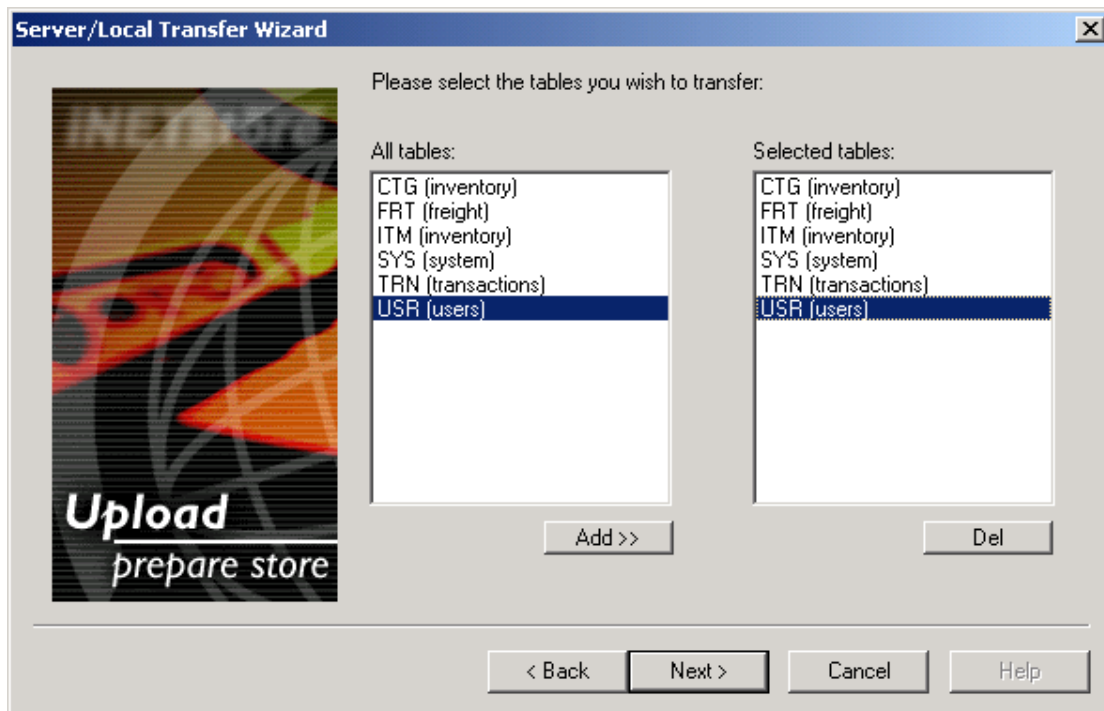 Server/Local Transfer Wizard
INETstore
Please select the tables you wish to transfer:
All tables:
CTG (inventory)
FRT (freight)
ITM (inventory)
SYS (system)
TRN (transactions)
USR (users)
Add >>
Selected tables:
CTG (inventory)
FRT (freight)
ITM (inventory)
SYS (system)
TRN (transactions)
USR (users)
Del
Upload
prepare store
< Back
Next >
Cancel
Help